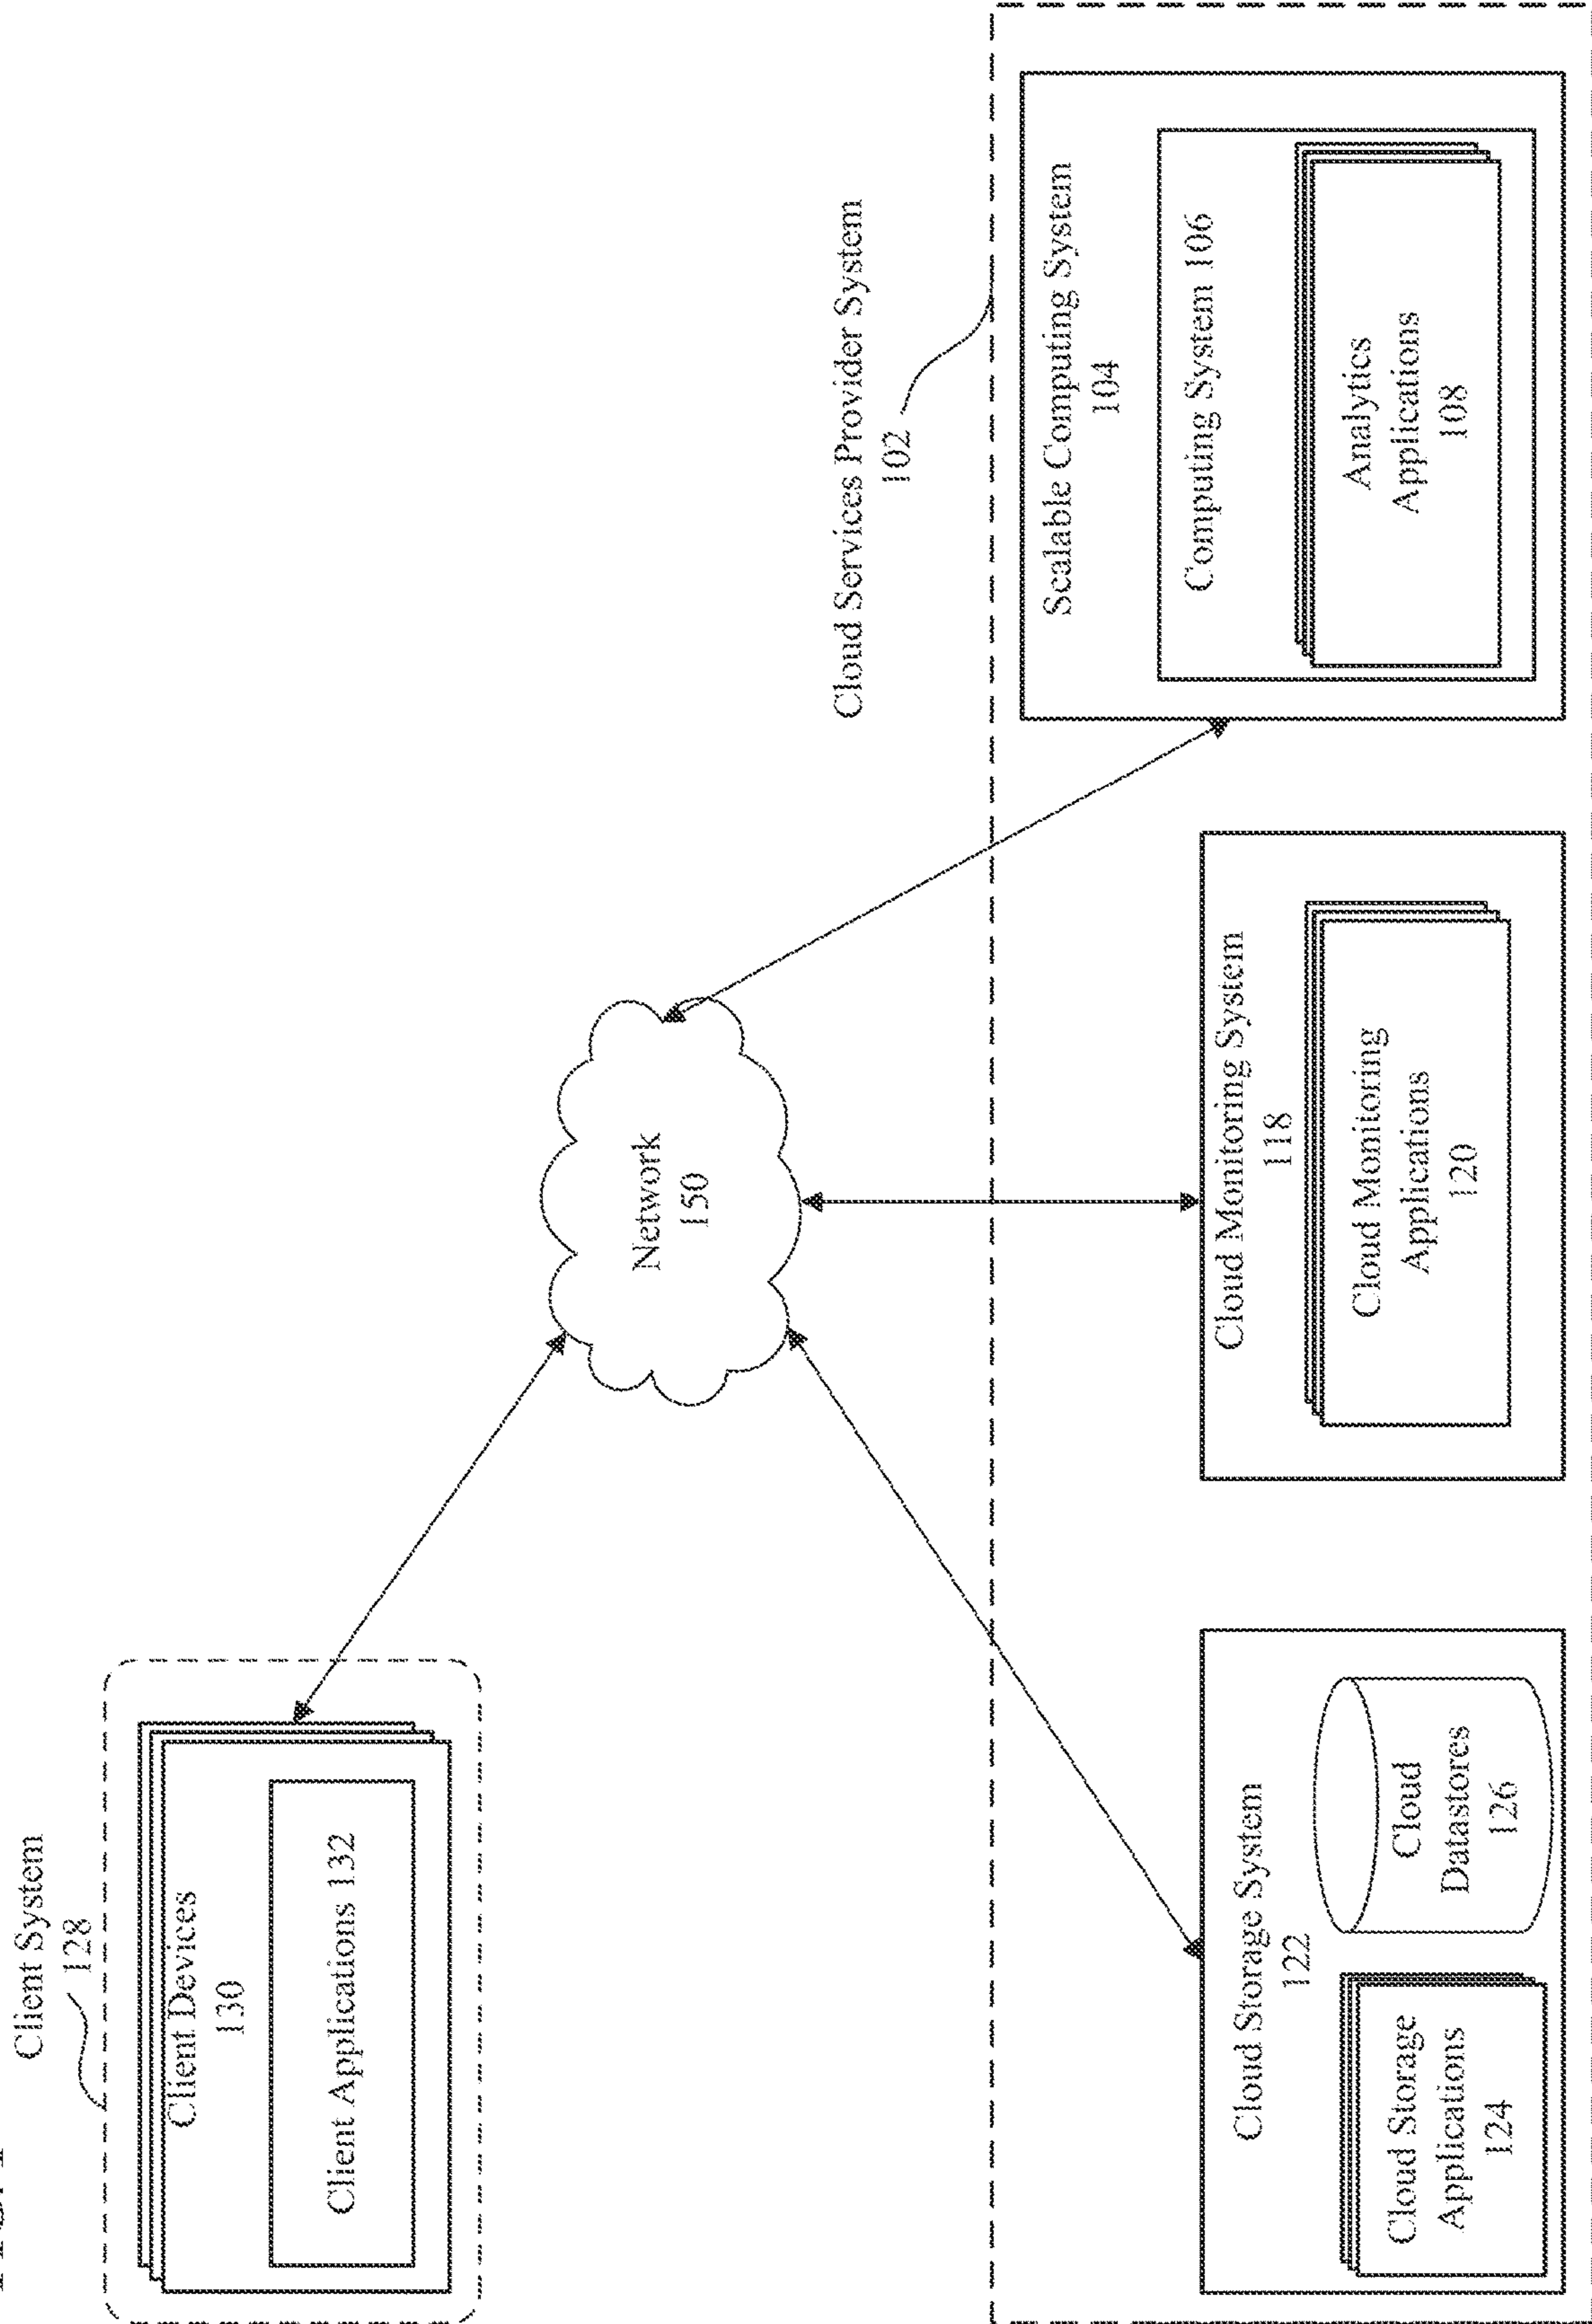 Client System
128
Client Devices
130
Client Applications 132
Network
150
Cloud Services Provider System
102
Cloud Storage System
122
Cloud Storage
Applications
124
Cloud
Datastores
126
Cloud Monitoring System
118
Cloud Monitoring
Applications
120
Scalable Computing System
104
Computing System 106
Analytics
Applications
108